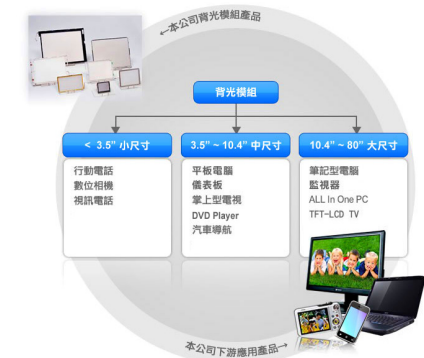 ←本公司背光模組產品
背光模組
< 3.5” 小尺寸
行動電話
數位相機
視訊電話
3.5” ~ 10.4” 中尺寸
平板電腦
儀表板
掌上型電視
DVD Player
汽車導航
10.4” ~ 80” 大尺寸
筆記型電腦
監視器
ALL In One PC
TFT-LCD TV
本公司下游應用產品→